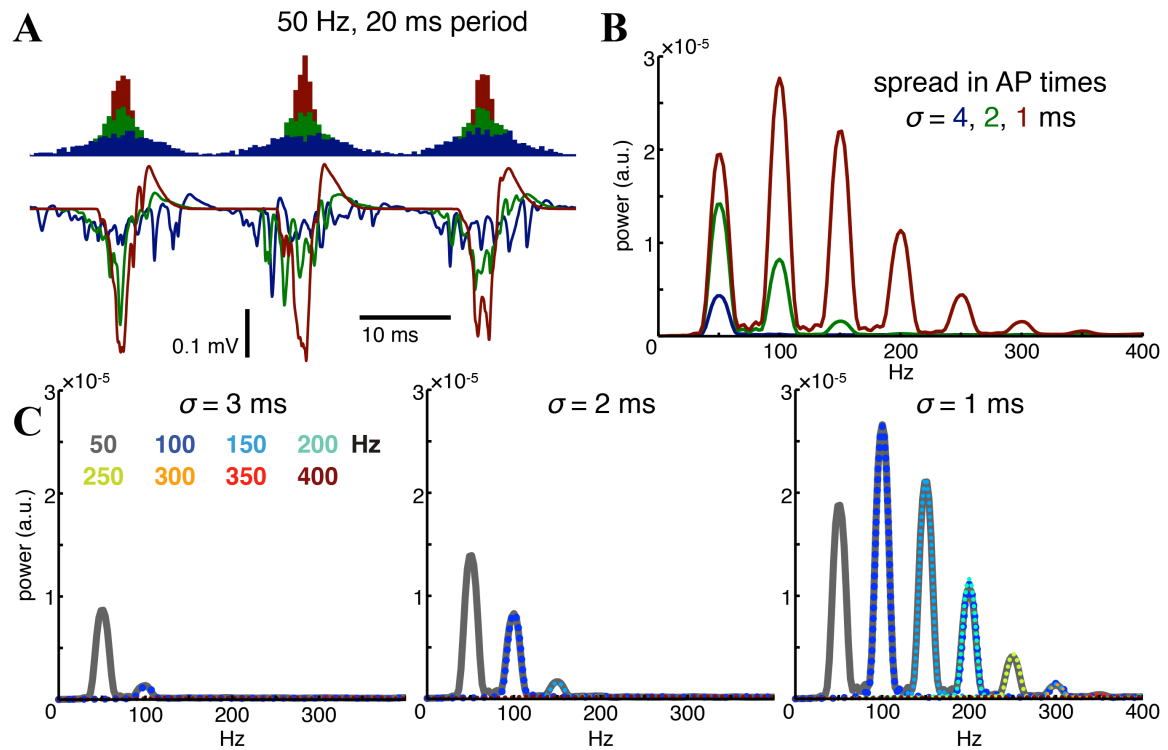 A
50 Hz, 20 ms period
0.1 mV
10 ms
B
3 ×10⁻⁵
spread in AP times
σ = 4, 2, 1 ms
2
1
power (a.u.)
0 100 200 300 400
Hz
C
3 ×10⁻⁵
σ = 3 ms
50 100 150 200 Hz
250 300 350 400
2
1
power (a.u.)
0 100 200 300
Hz
3 ×10⁻⁵
σ = 2 ms
2
1
0 100 200 300
Hz
3 ×10⁻⁵
σ = 1 ms
2
1
0 100 200 300 400
Hz